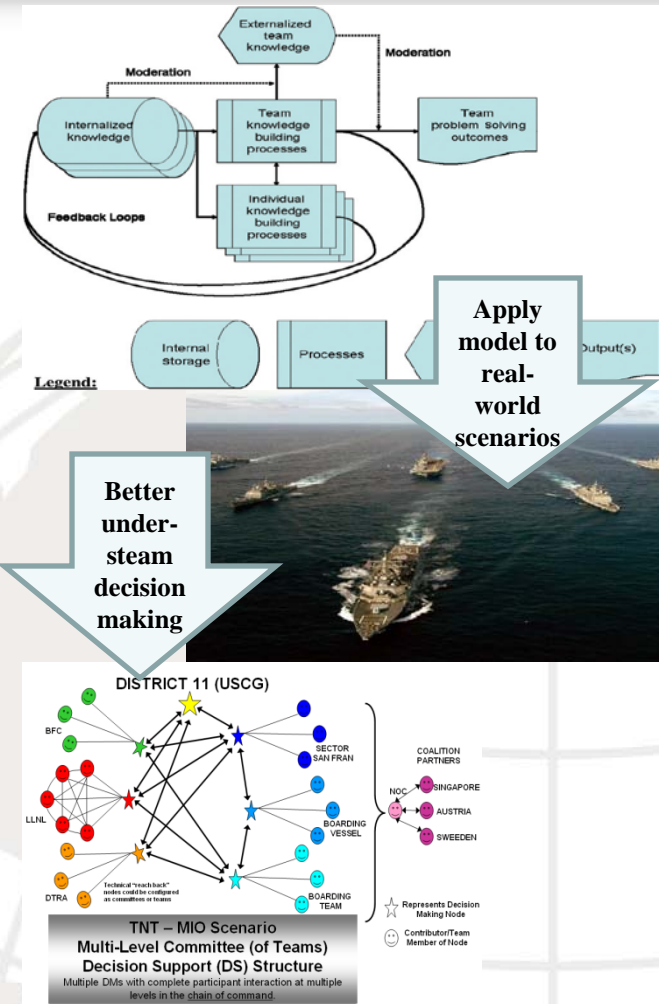 Externalized
team
knowledge
Moderation
Moderation
Internalized
knowledge
Team
knowledge
building
processes
Team
problem solving
outcomes
Feedback Loops
Individual
knowledge
building
processes
Legend:
Internal
storage
Processes
Output(s)
Apply
model to
real-
world
scenarios
Better
under-
steam
decision
making
DISTRICT 11 (USCG)
BFC
SECTOR
SAN FRAN
COALITION
PARTNERS
NOC
SINGAPORE
AUSTRIA
SWEEDEN
LLNL
BOARDING
VESSEL
DTRA
Technical "reach back"
nodes could be configured
as committees or teams
BOARDING
TEAM
Represents Decision
Making Node
Contributor/Team
Member of Node
TNT – MIO Scenario
Multi-Level Committee (of Teams)
Decision Support (DS) Structure
Multiple DMs with complete participant interaction at multiple
levels in the chain of command.